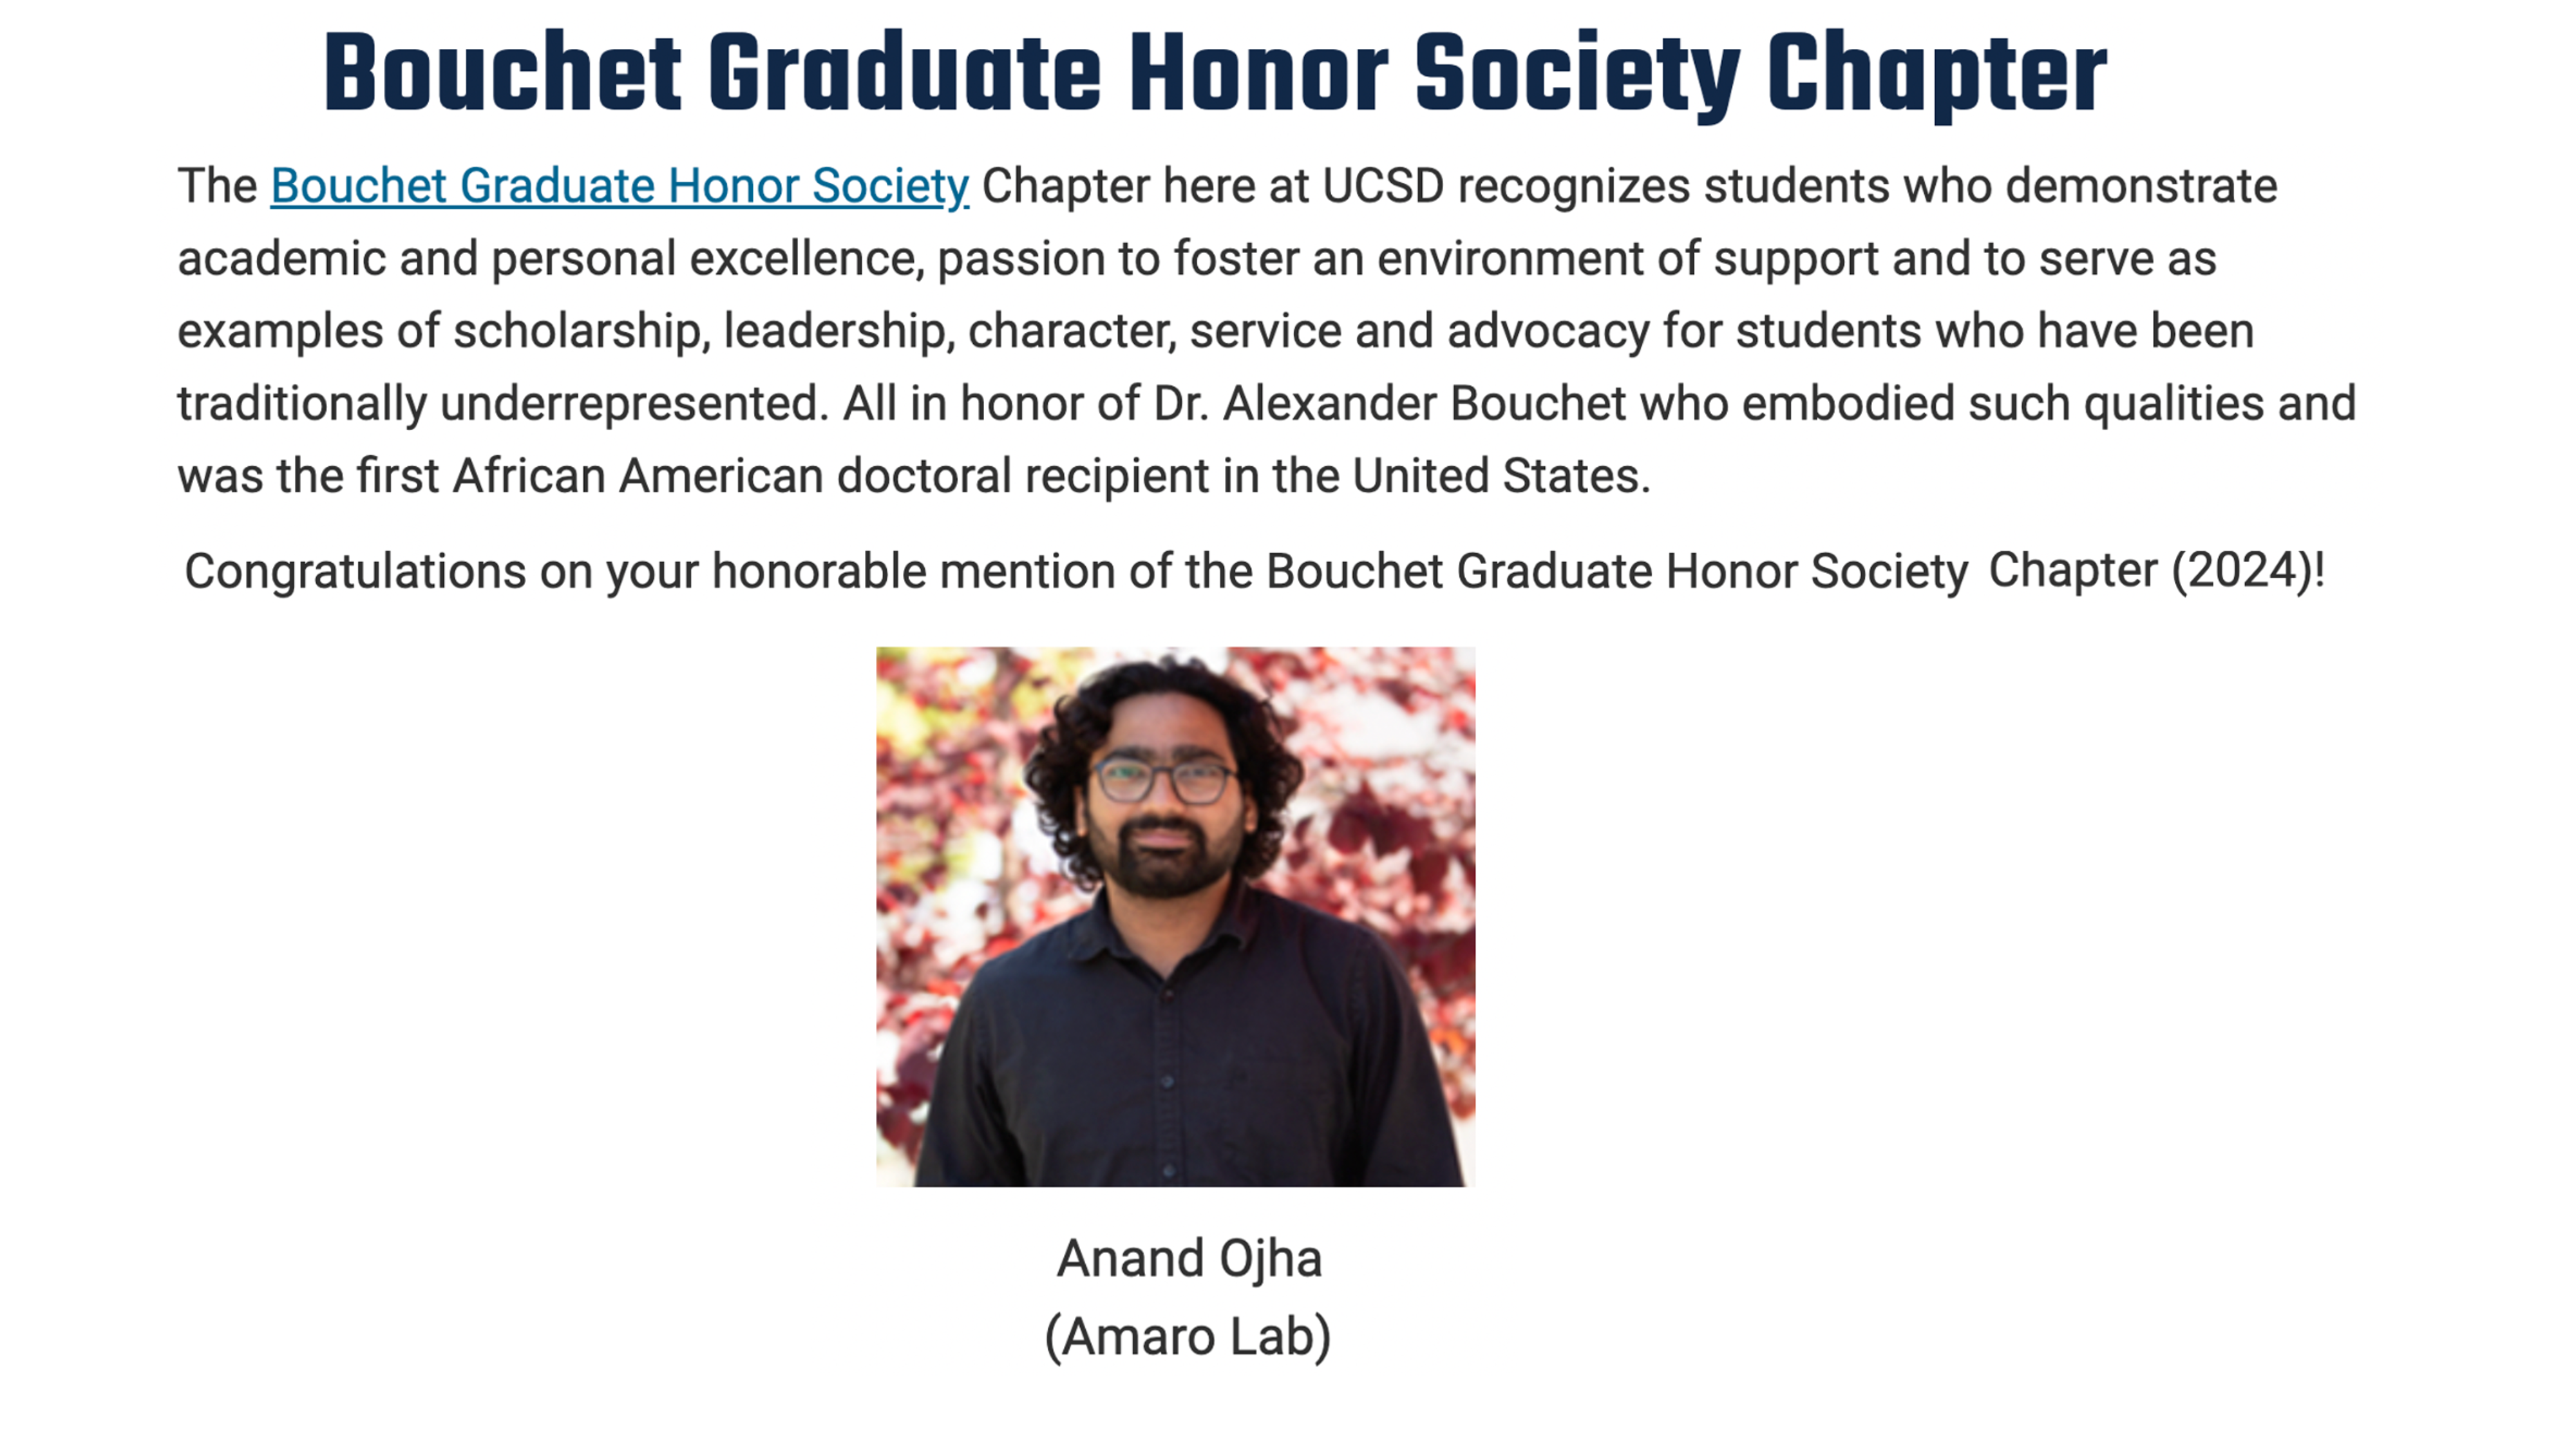 Bouchet Graduate Honor Society Chapter
The Bouchet Graduate Honor Society Chapter here at UCSD recognizes students who demonstrate
academic and personal excellence, passion to foster an environment of support and to serve as
examples of scholarship, leadership, character, service and advocacy for students who have been
traditionally underrepresented. All in honor of Dr. Alexander Bouchet who embodied such qualities and
was the first African American doctoral recipient in the United States.
Congratulations on your honorable mention of the Bouchet Graduate Honor Society Chapter (2024)!
Anand Ojha
(Amaro Lab)